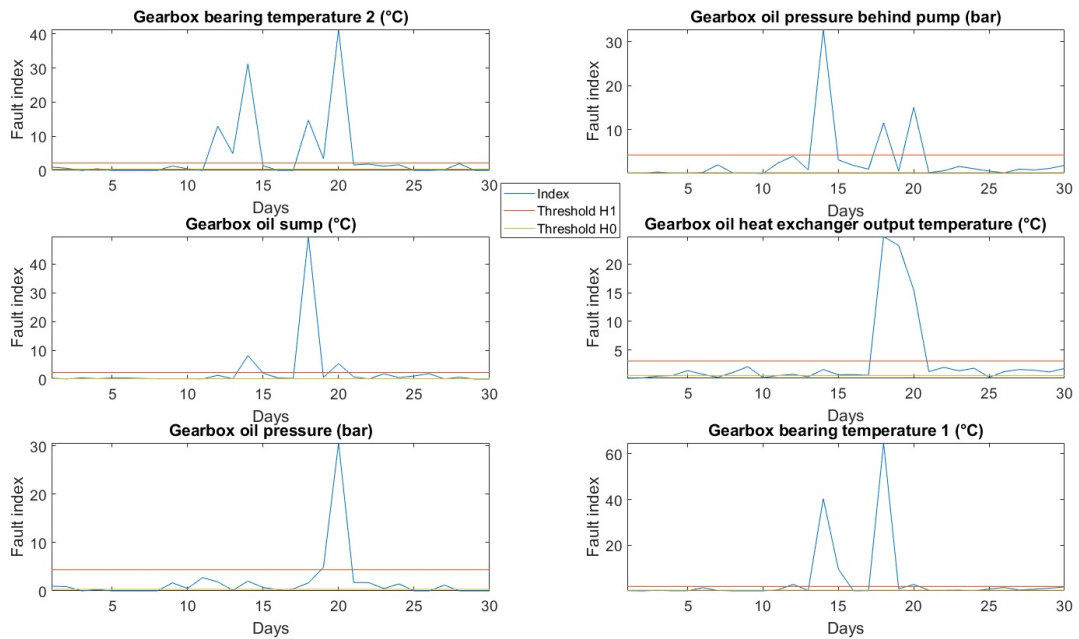 Gearbox bearing temperature 2 (°C)
Fault index
40
30
20
10
0
5 10 15 20 25 30
Days
Gearbox oil pressure behind pump (bar)
Fault index
30
20
10
5 10 15 20 25 30
Days
Index
Threshold H1
Threshold H0
Gearbox oil sump (°C)
Fault index
40
30
20
10
0
5 10 15 20 25 30
Days
Gearbox oil heat exchanger output temperature (°C)
Fault index
20
15
10
5
5 10 15 20 25 30
Days
Gearbox oil pressure (bar)
Fault index
30
20
10
0
5 10 15 20 25 30
Days
Gearbox bearing temperature 1 (°C)
Fault index
60
40
20
5 10 15 20 25 30
Days